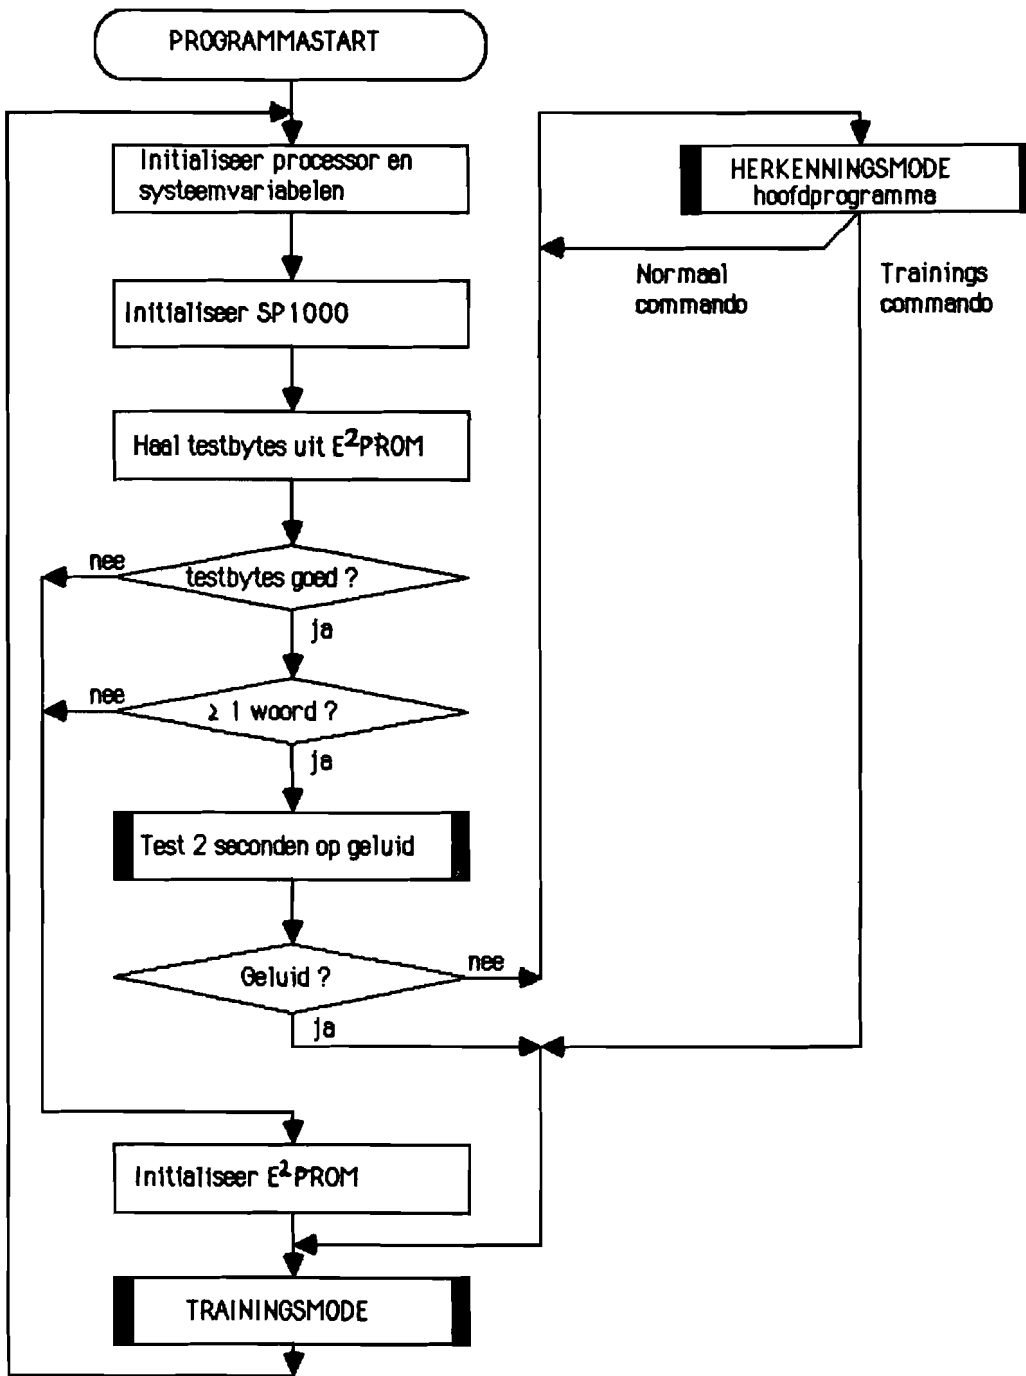 PROGRAMMASTART
Initialiseer processor en
systeemvariabelen
HERKENNINGSMODE
hoofdprogramma
Normaal
commando
Trainings
commando
Initialiseer SP1000
Haal testbytes uit E²PROM
nee
testbytes goed ?
ja
nee
≥ 1 woord ?
ja
Test 2 seconden op geluid
Geluid ?
nee
ja
Initialiseer E²PROM
TRAININGSMODE